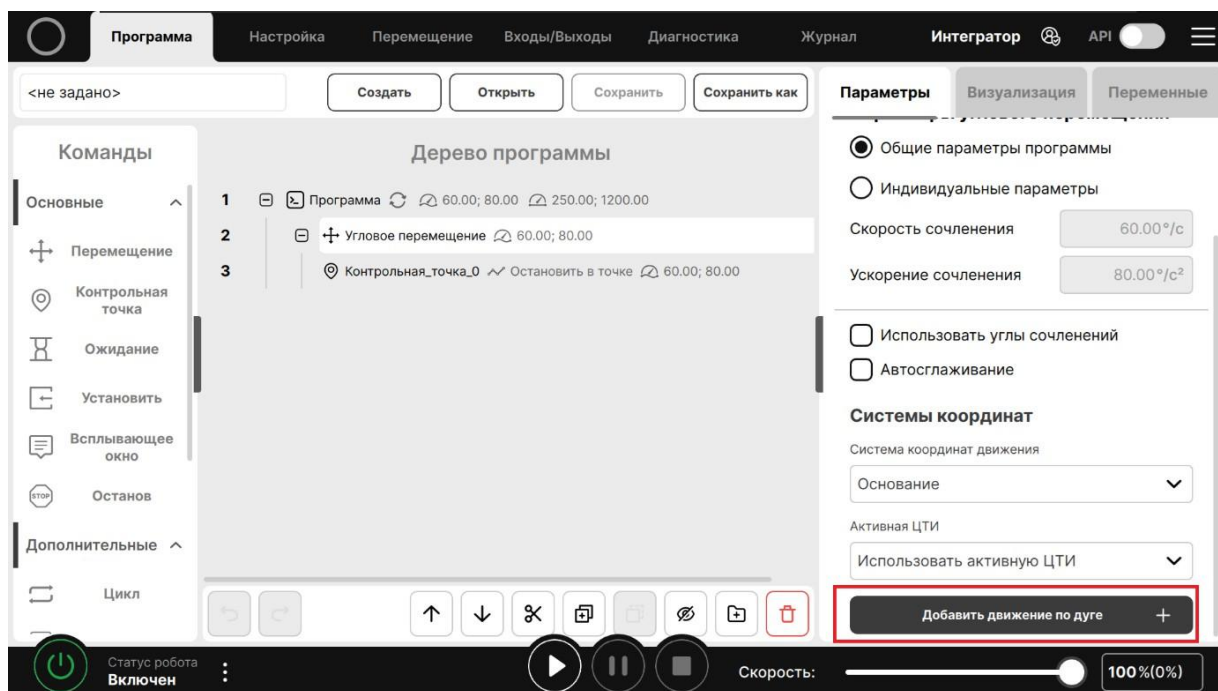 Программа Настройка Перемещение Входы/Выходы Диагностика Журнал Интегратор API
<не задано> Создать Открыть Сохранить Сохранить как
Параметры Визуализация Переменные
Команды
Основные
Перемещение
Контрольная
точка
Ожидание
Установить
Всплывающее
окно
STOP Останов
Дополнительные
Цикл
Дерево программы
1 Программа 60.00; 80.00 250.00; 1200.00
2 Угловое перемещение 60.00; 80.00
3 Контрольная_точка_0 Остановить в точке 60.00; 80.00
Общие параметры программы
Индивидуальные параметры
Скорость сочленения 60.00°/с
Ускорение сочленения 80.00°/с²
Использовать углы сочленений
Автосглаживание
Системы координат
Система координат движения
Основание
Активная ЦТИ
Использовать активную ЦТИ
Добавить движение по дуге +
Статус робота
Включен
Скорость: 100%(0%)